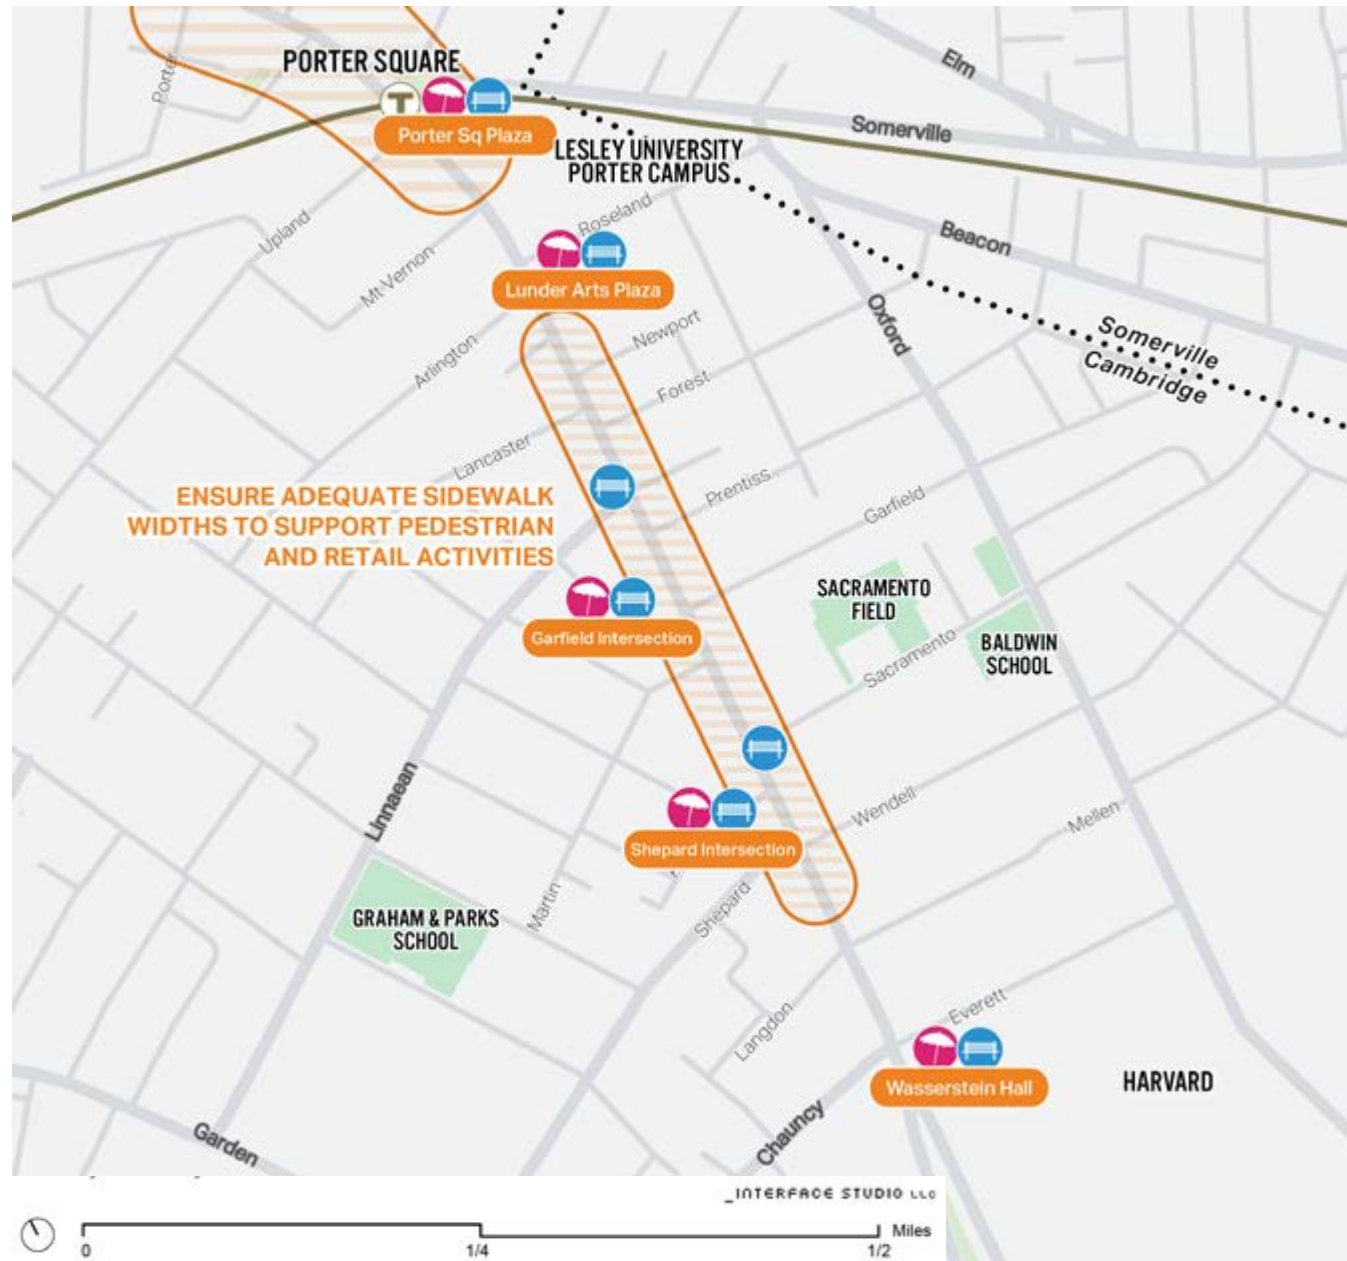 Elm
PORTER SQUARE
Porter
T
Porter Sq Plaza
Somerville
LESLEY UNIVERSITY
PORTER CAMPUS
Roseland
Upland
Beacon
Mt Vernon
Lunder Arts Plaza
Oxford
Newport
Somerville
Cambridge
Arlington
Forest
Lancaster
Prentiss
ENSURE ADEQUATE SIDEWALK
WIDTHS TO SUPPORT PEDESTRIAN
AND RETAIL ACTIVITIES
Garfield
SACRAMENTO
FIELD
Garfield Intersection
BALDWIN
SCHOOL
Sacramento
Linnaean
Wendell
Mellen
Shepard Intersection
Martin
Shepard
GRAHAM & PARKS
SCHOOL
Langdon
Everett
Wasserstein Hall
HARVARD
Chauncy
Garden
_INTERFACE STUDIO LLC
0 1/4 1/2 Miles